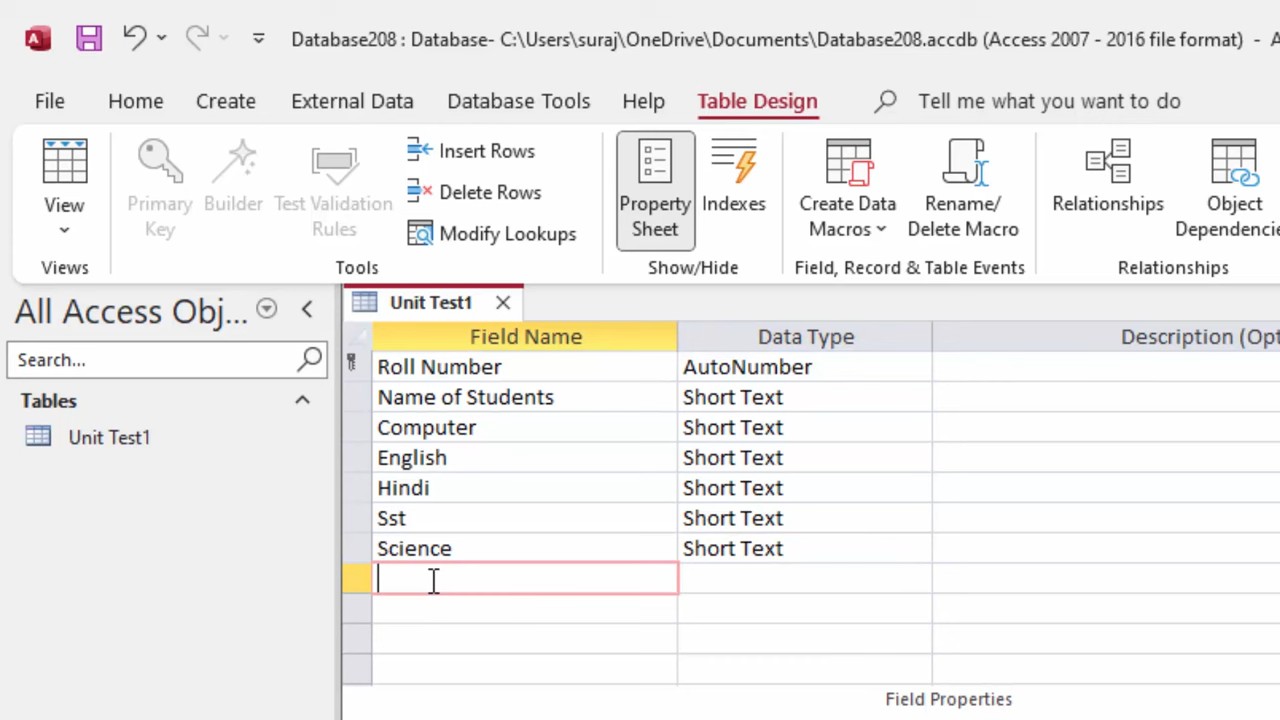 Database208 : Database- C:\Users\suraj\OneDrive\Documents\Database208.accdb (Access 2007 - 2016 file format) - A
File Home Create External Data Database Tools Help Table Design Tell me what you want to do
View
Views
Primary Key
Builder
Test Validation Rules
Insert Rows
Delete Rows
Modify Lookups
Tools
Property Sheet
Indexes
Show/Hide
Create Data Macros
Rename/ Delete Macro
Field, Record & Table Events
Relationships
Object Dependencie
Relationships
All Access Obj...
Search...
Tables
Unit Test1
Unit Test1
Field Name Data Type Description (Opt
Roll Number AutoNumber
Name of Students Short Text
Computer Short Text
English Short Text
Hindi Short Text
Sst Short Text
Science Short Text
Field Properties